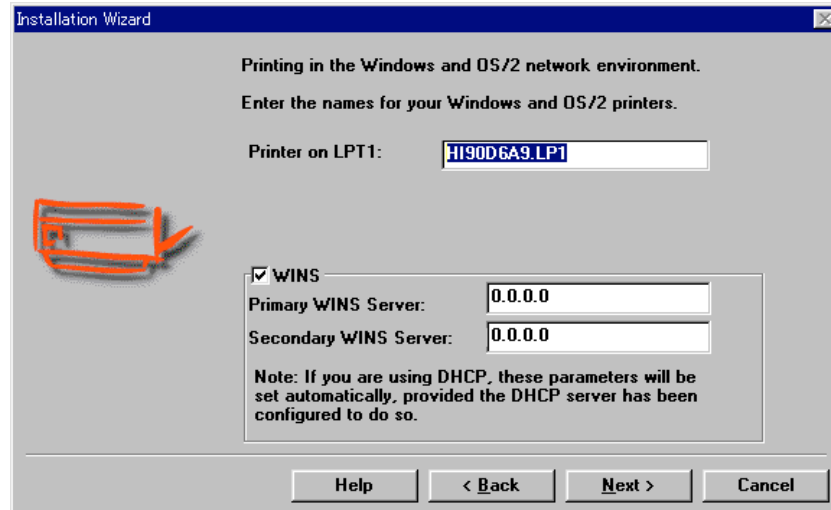 Installation Wizard
Printing in the Windows and OS/2 network environment.
Enter the names for your Windows and OS/2 printers.
Printer on LPT1: HI90D6A9.LP1
WINS
Primary WINS Server: 0.0.0.0
Secondary WINS Server: 0.0.0.0
Note: If you are using DHCP, these parameters will be
set automatically, provided the DHCP server has been
configured to do so.
Help < Back Next > Cancel